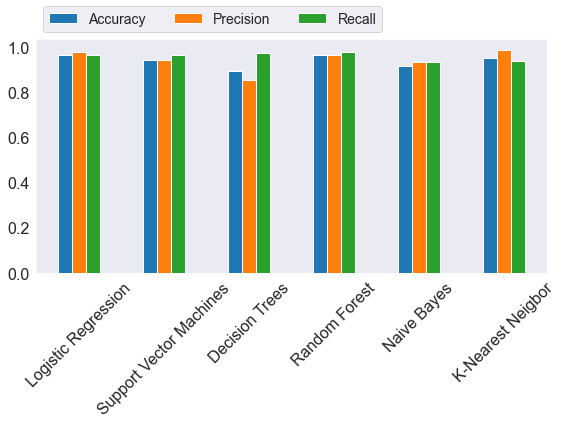 Accuracy Precision Recall
1.0
0.8
0.6
0.4
0.2
0.0
Logistic Regression
Support Vector Machines
Decision Trees
Random Forest
Naive Bayes
K-Nearest Neigbor